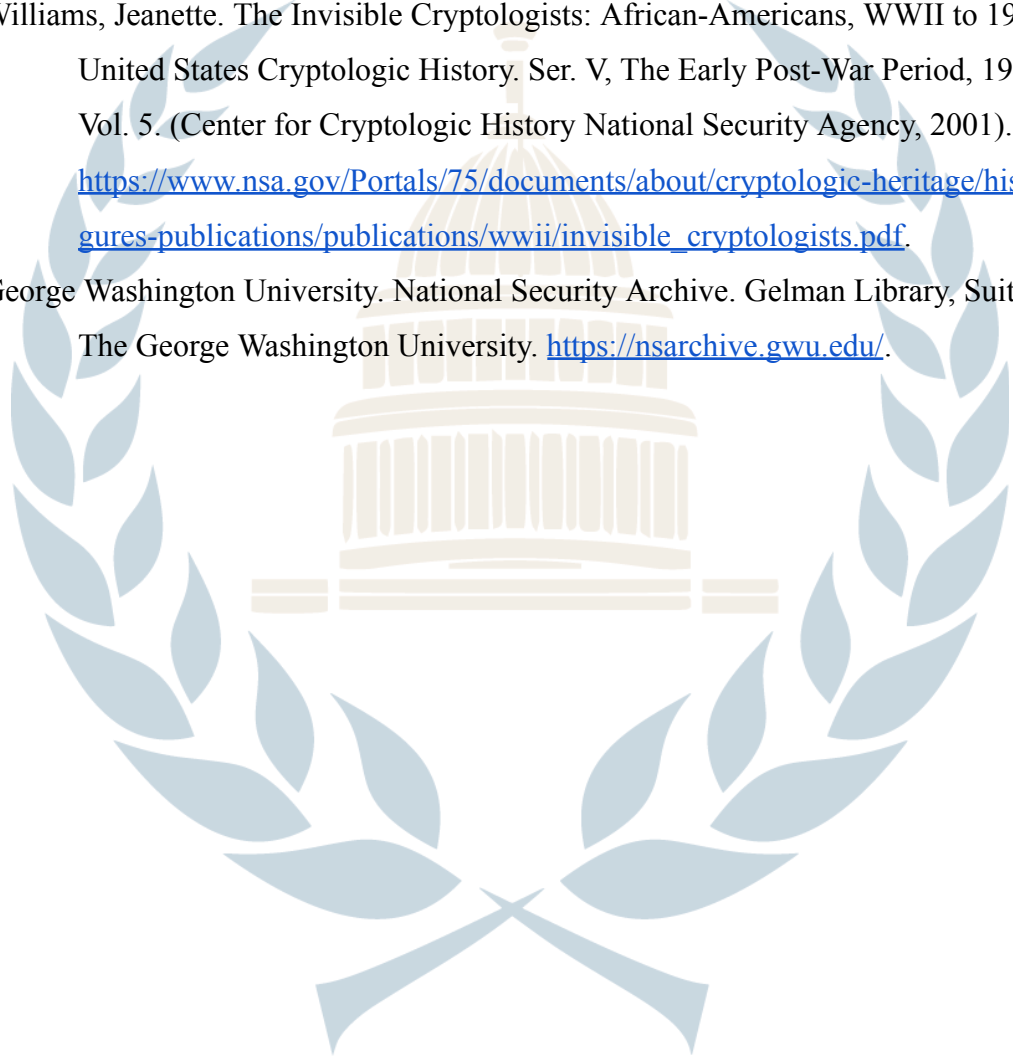 Williams, Jeanette. The Invisible Cryptologists: African-Americans, WWII to 19
United States Cryptologic History. Ser. V, The Early Post-War Period, 19
Vol. 5. (Center for Cryptologic History National Security Agency, 2001).
https://www.nsa.gov/Portals/75/documents/about/cryptologic-heritage/his
gures-publications/publications/wwii/invisible_cryptologists.pdf.
George Washington University. National Security Archive. Gelman Library, Suit
The George Washington University. https://nsarchive.gwu.edu/.